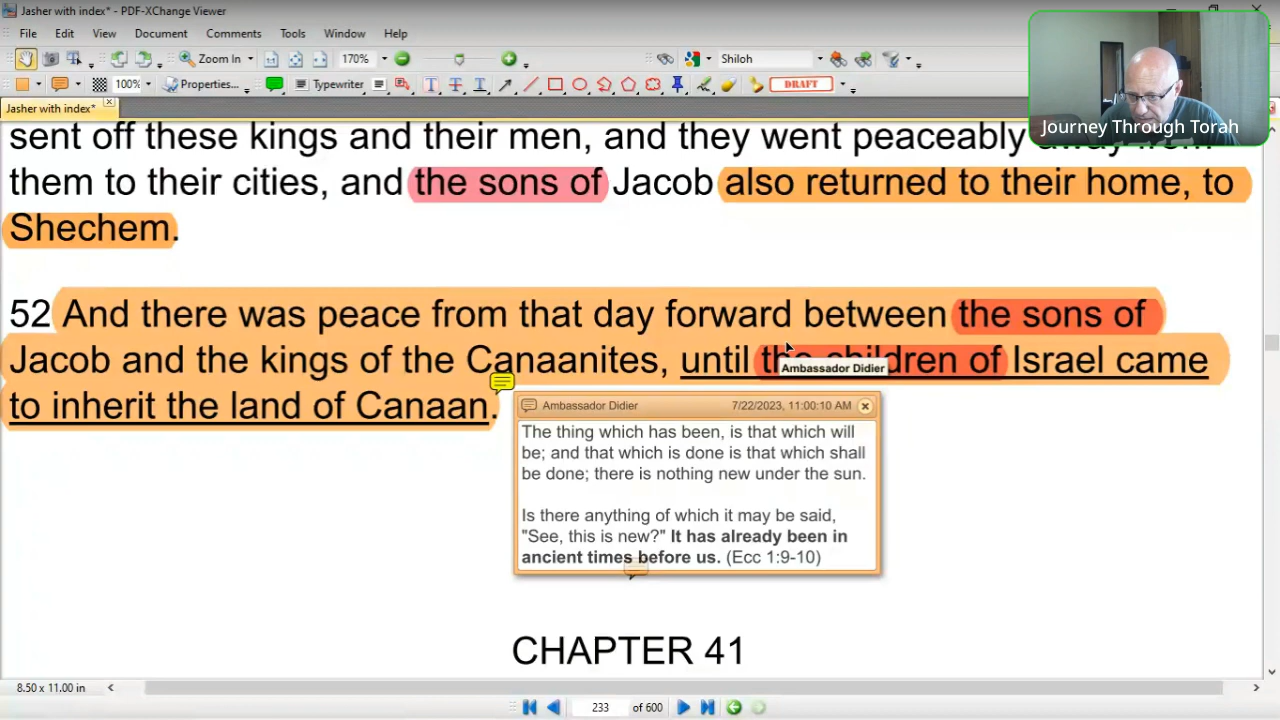 Jasher with index* - PDF-XChange Viewer
File Edit View Document Comments Tools Window Help
Zoom In 170% Shiloh
100% Properties... Typewriter DRAFT
Jasher with index*
Journey Through Torah
sent off these kings and their men, and they went peaceably away from
them to their cities, and the sons of Jacob also returned to their home, to
Shechem.
52 And there was peace from that day forward between the sons of
Jacob and the kings of the Canaanites, until the children of Israel came
Ambassador Didier
to inherit the land of Canaan.
Ambassador Didier 7/22/2023, 11:00:10 AM
The thing which has been, is that which will
be; and that which is done is that which shall
be done; there is nothing new under the sun.
Is there anything of which it may be said,
"See, this is new?" It has already been in
ancient times before us. (Ecc 1:9-10)
CHAPTER 41
8.50 x 11.00 in
233 of 600